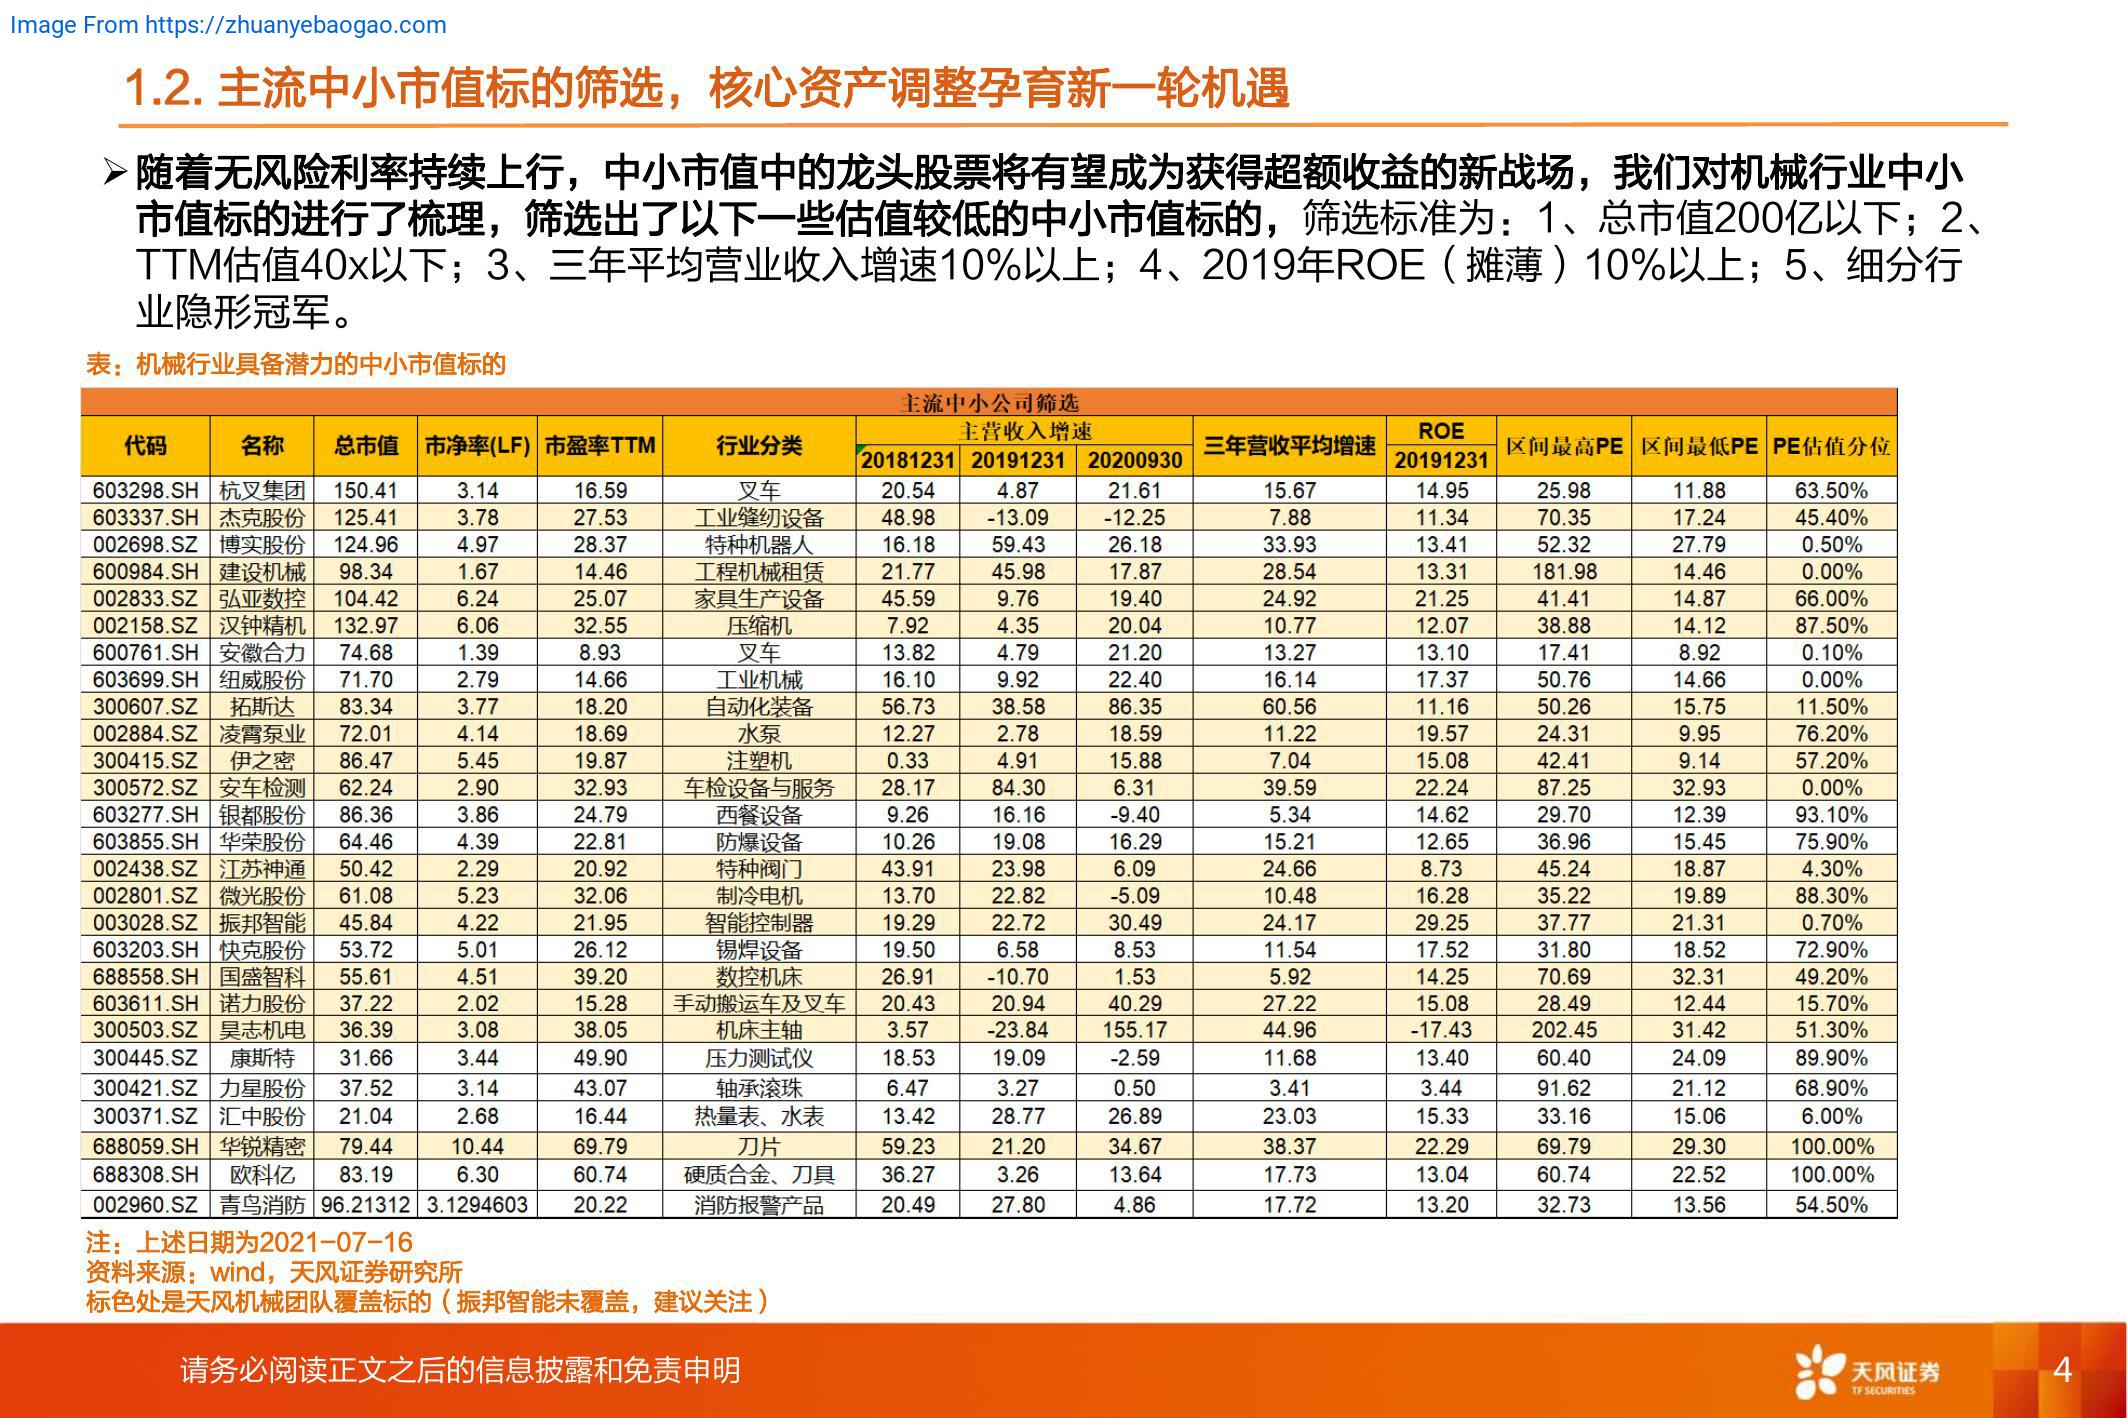 Image From https://zhuanyebaogao.com
1.2. 主流中小市值标的筛选，核心资产调整孕育新一轮机遇
➢随着无风险利率持续上行，中小市值中的龙头股票将有望成为获得超额收益的新战场，我们对机械行业中小
市值标的进行了梳理，筛选出了以下一些估值较低的中小市值标的，筛选标准为：1、总市值200亿以下；2、
TTM估值40x以下；3、三年平均营业收入增速10%以上；4、2019年ROE（摊薄）10%以上；5、细分行
业隐形冠军。
表：机械行业具备潜力的中小市值标的
主流中小公司筛选
代码 名称 总市值 市净率(LF) 市盈率TTM 行业分类 主营收入增速 三年营收平均增速 ROE 区间最高PE 区间最低PE PE估值分位
20181231 20191231 20200930 20191231
603298.SH 杭叉集团 150.41 3.14 16.59 叉车 20.54 4.87 21.61 15.67 14.95 25.98 11.88 63.50%
603337.SH 杰克股份 125.41 3.78 27.53 工业缝纫设备 48.98 -13.09 -12.25 7.88 11.34 70.35 17.24 45.40%
002698.SZ 博实股份 124.96 4.97 28.37 特种机器人 16.18 59.43 26.18 33.93 13.41 52.32 27.79 0.50%
600984.SH 建设机械 98.34 1.67 14.46 工程机械租赁 21.77 45.98 17.87 28.54 13.31 181.98 14.46 0.00%
002833.SZ 弘亚数控 104.42 6.24 25.07 家具生产设备 45.59 9.76 19.40 24.92 21.25 41.41 14.87 66.00%
002158.SZ 汉钟精机 132.97 6.06 32.55 压缩机 7.92 4.35 20.04 10.77 12.07 38.88 14.12 87.50%
600761.SH 安徽合力 74.68 1.39 8.93 叉车 13.82 4.79 21.20 13.27 13.10 17.41 8.92 0.10%
603699.SH 纽威股份 71.70 2.79 14.66 工业机械 16.10 9.92 22.40 16.14 17.37 50.76 14.66 0.00%
300607.SZ 拓斯达 83.34 3.77 18.20 自动化装备 56.73 38.58 86.35 60.56 11.16 50.26 15.75 11.50%
002884.SZ 凌霄泵业 72.01 4.14 18.69 水泵 12.27 2.78 18.59 11.22 19.57 24.31 9.95 76.20%
300415.SZ 伊之密 86.47 5.45 19.87 注塑机 0.33 4.91 15.88 7.04 15.08 42.41 9.14 57.20%
300572.SZ 安车检测 62.24 2.90 32.93 车检设备与服务 28.17 84.30 6.31 39.59 22.24 87.25 32.93 0.00%
603277.SH 银都股份 86.36 3.86 24.79 西餐设备 9.26 16.16 -9.40 5.34 14.62 29.70 12.39 93.10%
603855.SH 华荣股份 64.46 4.39 22.81 防爆设备 10.26 19.08 16.29 15.21 12.65 36.96 15.45 75.90%
002438.SZ 江苏神通 50.42 2.29 20.92 特种阀门 43.91 23.98 6.09 24.66 8.73 45.24 18.87 4.30%
002801.SZ 微光股份 61.08 5.23 32.06 制冷电机 13.70 22.82 -5.09 10.48 16.28 35.22 19.89 88.30%
003028.SZ 振邦智能 45.84 4.22 21.95 智能控制器 19.29 22.72 30.49 24.17 29.25 37.77 21.31 0.70%
603203.SH 快克股份 53.72 5.01 26.12 锡焊设备 19.50 6.58 8.53 11.54 17.52 31.80 18.52 72.90%
688558.SH 国盛智科 55.61 4.51 39.20 数控机床 26.91 -10.70 1.53 5.92 14.25 70.69 32.31 49.20%
603611.SH 诺力股份 37.22 2.02 15.28 手动搬运车及叉车 20.43 20.94 40.29 27.22 15.08 28.49 12.44 15.70%
300503.SZ 昊志机电 36.39 3.08 38.05 机床主轴 3.57 -23.84 155.17 44.96 -17.43 202.45 31.42 51.30%
300445.SZ 康斯特 31.66 3.44 49.90 压力测试仪 18.53 19.09 -2.59 11.68 13.40 60.40 24.09 89.90%
300421.SZ 力星股份 37.52 3.14 43.07 轴承滚珠 6.47 3.27 0.50 3.41 3.44 91.62 21.12 68.90%
300371.SZ 汇中股份 21.04 2.68 16.44 热量表、水表 13.42 28.77 26.89 23.03 15.33 33.16 15.06 6.00%
688059.SH 华锐精密 79.44 10.44 69.79 刀片 59.23 21.20 34.67 38.37 22.29 69.79 29.30 100.00%
688308.SH 欧科亿 83.19 6.30 60.74 硬质合金、刀具 36.27 3.26 13.64 17.73 13.04 60.74 22.52 100.00%
002960.SZ 青鸟消防 96.21312 3.1294603 20.22 消防报警产品 20.49 27.80 4.86 17.72 13.20 32.73 13.56 54.50%
注：上述日期为2021-07-16
资料来源：wind，天风证券研究所
标色处是天风机械团队覆盖标的（振邦智能未覆盖，建议关注）
请务必阅读正文之后的信息披露和免责申明
天风证券
TF SECURITIES
4